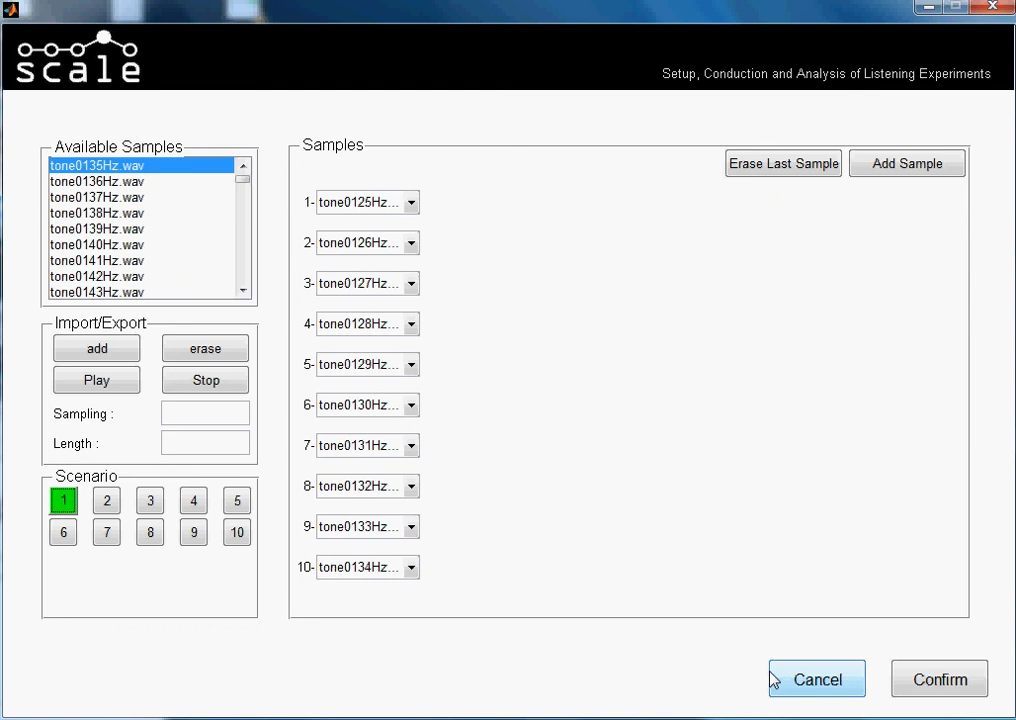 scale
Setup, Conduction and Analysis of Listening Experiments
Available Samples
tone0135Hz.wav
tone0136Hz.wav
tone0137Hz.wav
tone0138Hz.wav
tone0139Hz.wav
tone0140Hz.wav
tone0141Hz.wav
tone0142Hz.wav
tone0143Hz.wav
Import/Export
add erase
Play Stop
Sampling :
Length :
Scenario
1 2 3 4 5
6 7 8 9 10
Samples
Erase Last Sample Add Sample
1- tone0125Hz...
2- tone0126Hz...
3- tone0127Hz...
4- tone0128Hz...
5- tone0129Hz...
6- tone0130Hz...
7- tone0131Hz...
8- tone0132Hz...
9- tone0133Hz...
10- tone0134Hz...
Cancel Confirm